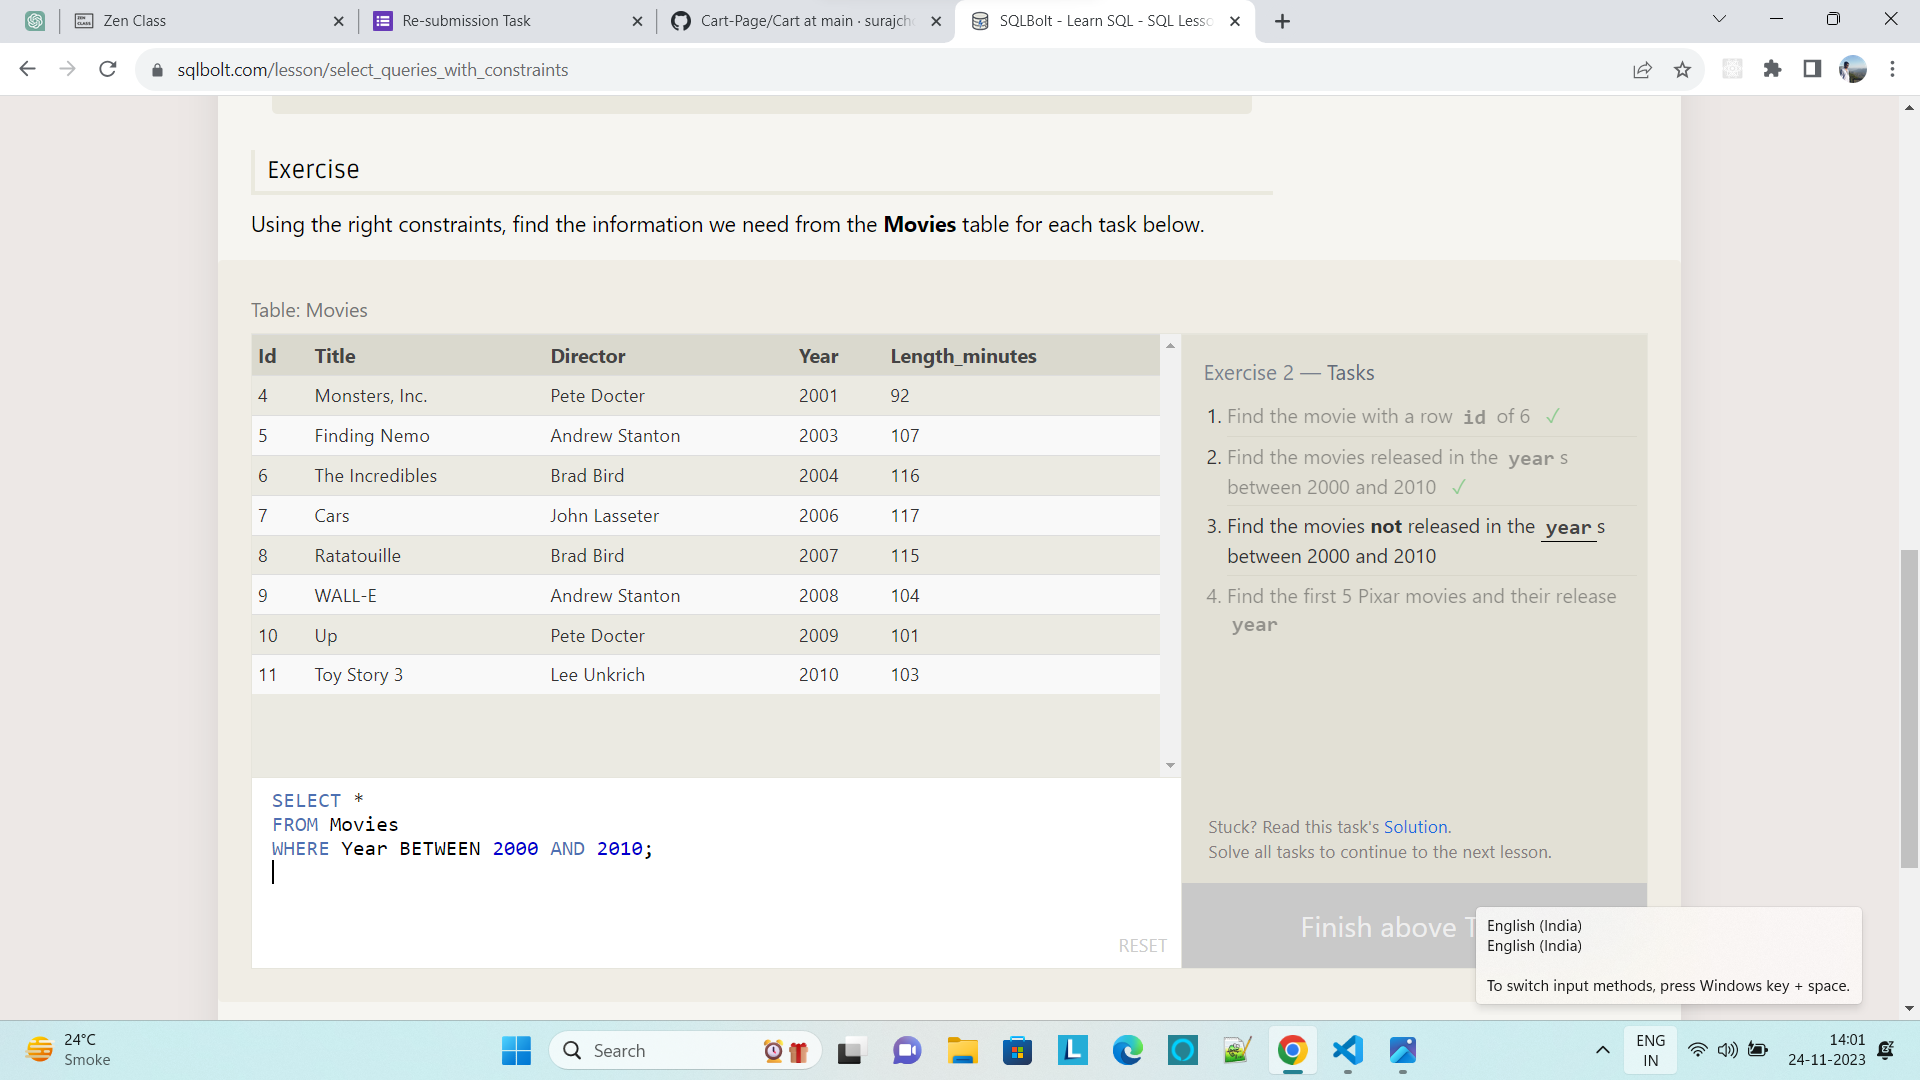 Zen Class
Re-submission Task
Cart-Page/Cart at main · surajch
SQLBolt - Learn SQL - SQL Lesso
sqlbolt.com/lesson/select_queries_with_constraints
Exercise
Using the right constraints, find the information we need from the Movies table for each task below.
Table: Movies
Id Title Director Year Length_minutes
4 Monsters, Inc. Pete Docter 2001 92
5 Finding Nemo Andrew Stanton 2003 107
6 The Incredibles Brad Bird 2004 116
7 Cars John Lasseter 2006 117
8 Ratatouille Brad Bird 2007 115
9 WALL-E Andrew Stanton 2008 104
10 Up Pete Docter 2009 101
11 Toy Story 3 Lee Unkrich 2010 103
SELECT *
FROM Movies
WHERE Year BETWEEN 2000 AND 2010;
RESET
Exercise 2 — Tasks
1. Find the movie with a row id of 6 ✓
2. Find the movies released in the year s
between 2000 and 2010 ✓
3. Find the movies not released in the year s
between 2000 and 2010
4. Find the first 5 Pixar movies and their release
year
Stuck? Read this task's Solution.
Solve all tasks to continue to the next lesson.
Finish above T
English (India)
English (India)
To switch input methods, press Windows key + space.
24°C
Smoke
Search
ENG
IN
14:01
24-11-2023